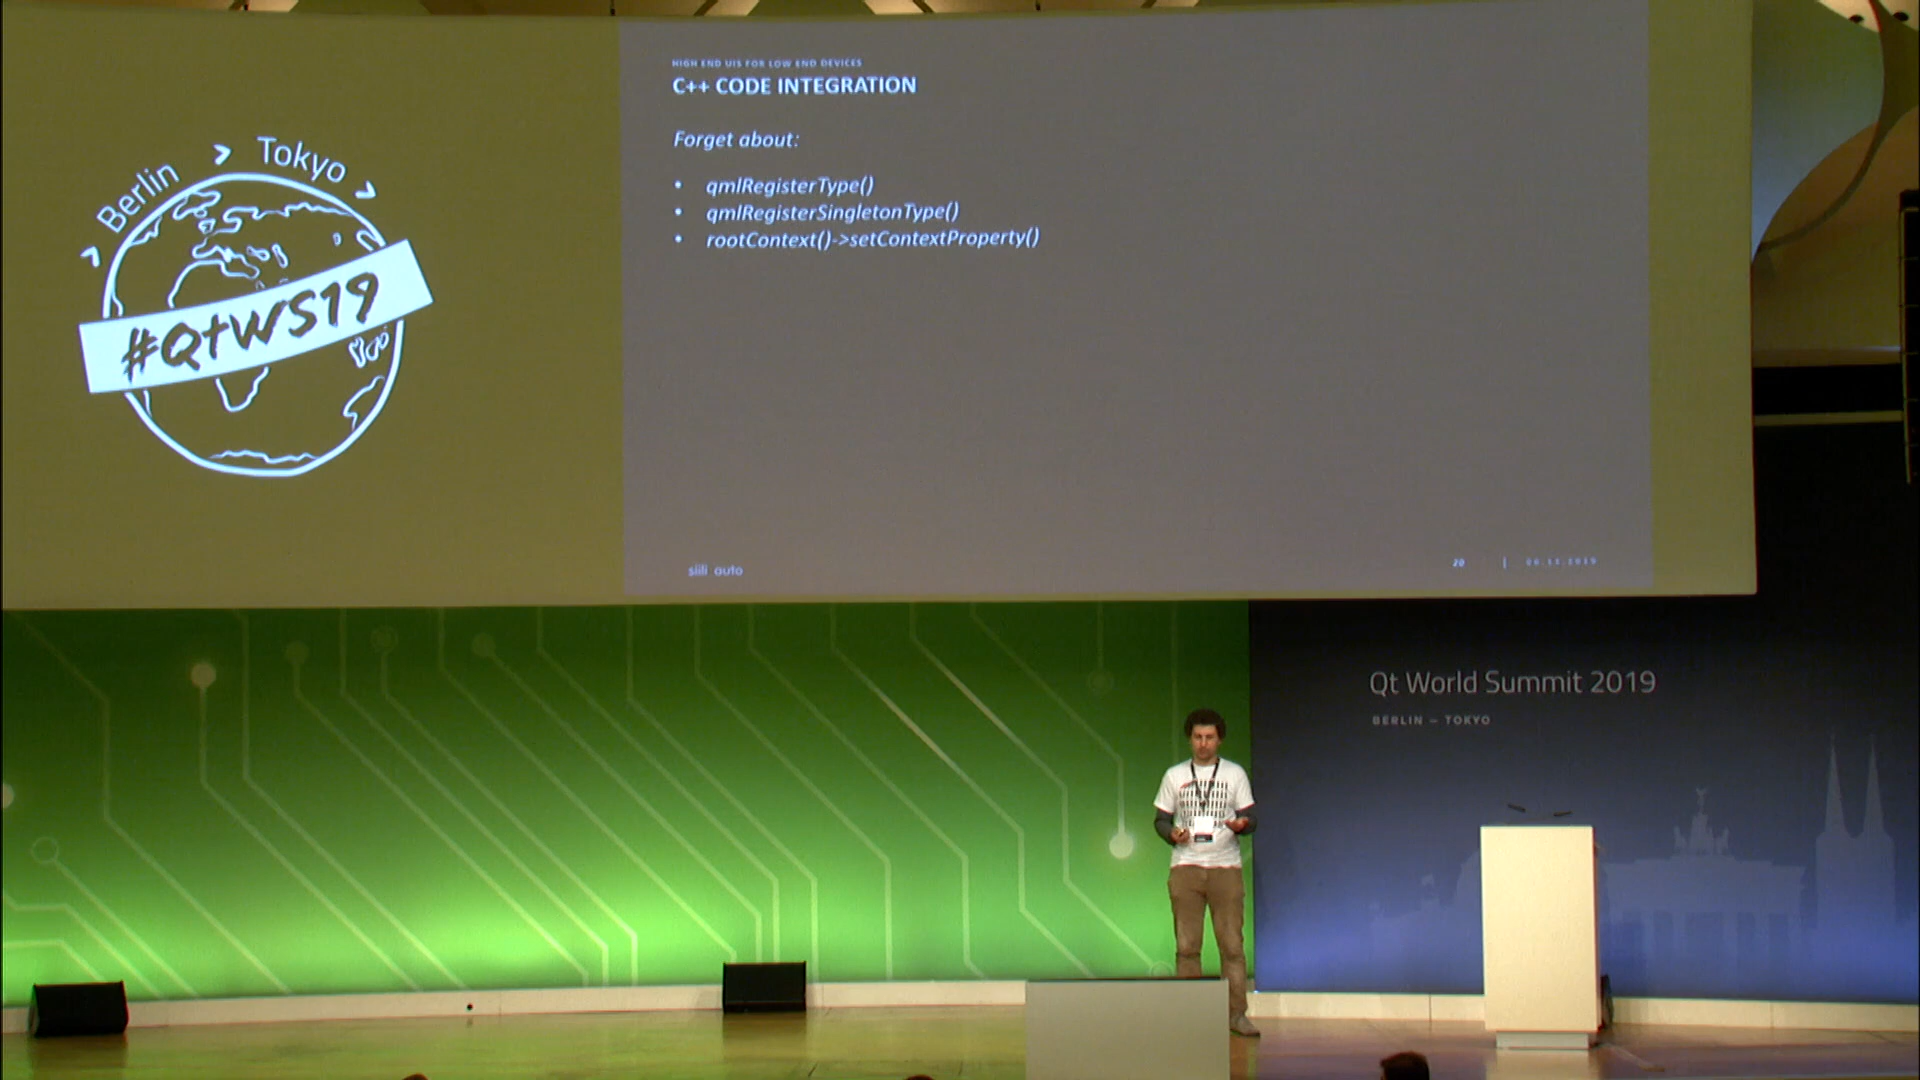 > Berlin > Tokyo >
#QtWS19
HIGH END UIS FOR LOW END DEVICES
C++ CODE INTEGRATION
Forget about:
• qmlRegisterType()
• qmlRegisterSingletonType()
• rootContext()->setContextProperty()
siili auto
20 |
Qt World Summit 2019
BERLIN – TOKYO